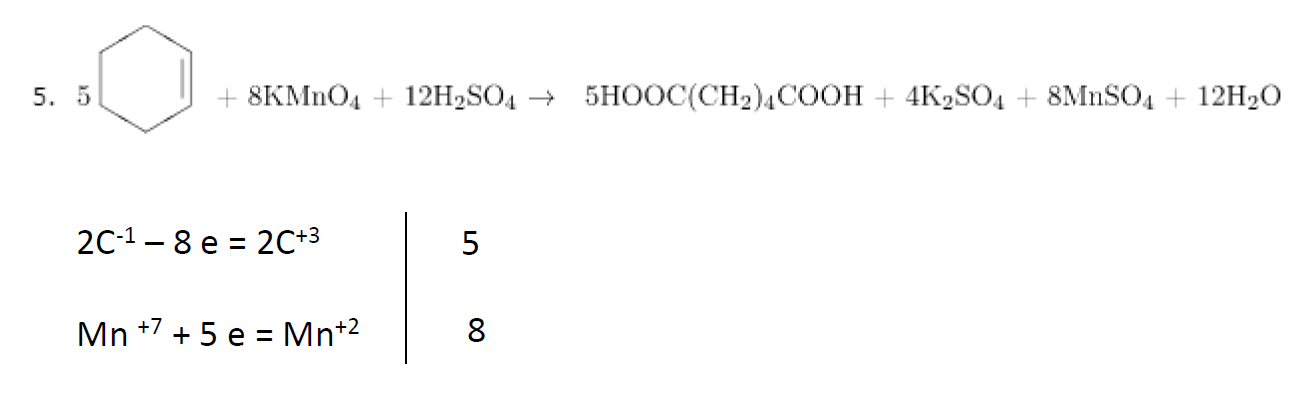 5. 5 + 8KMnO₄ + 12H₂SO₄ → 5HOOC(CH₂)₄COOH + 4K₂SO₄ + 8MnSO₄ + 12H₂O
2C⁻¹ – 8 e = 2C⁺³ 5
Mn ⁺⁷ + 5 e = Mn⁺² 8